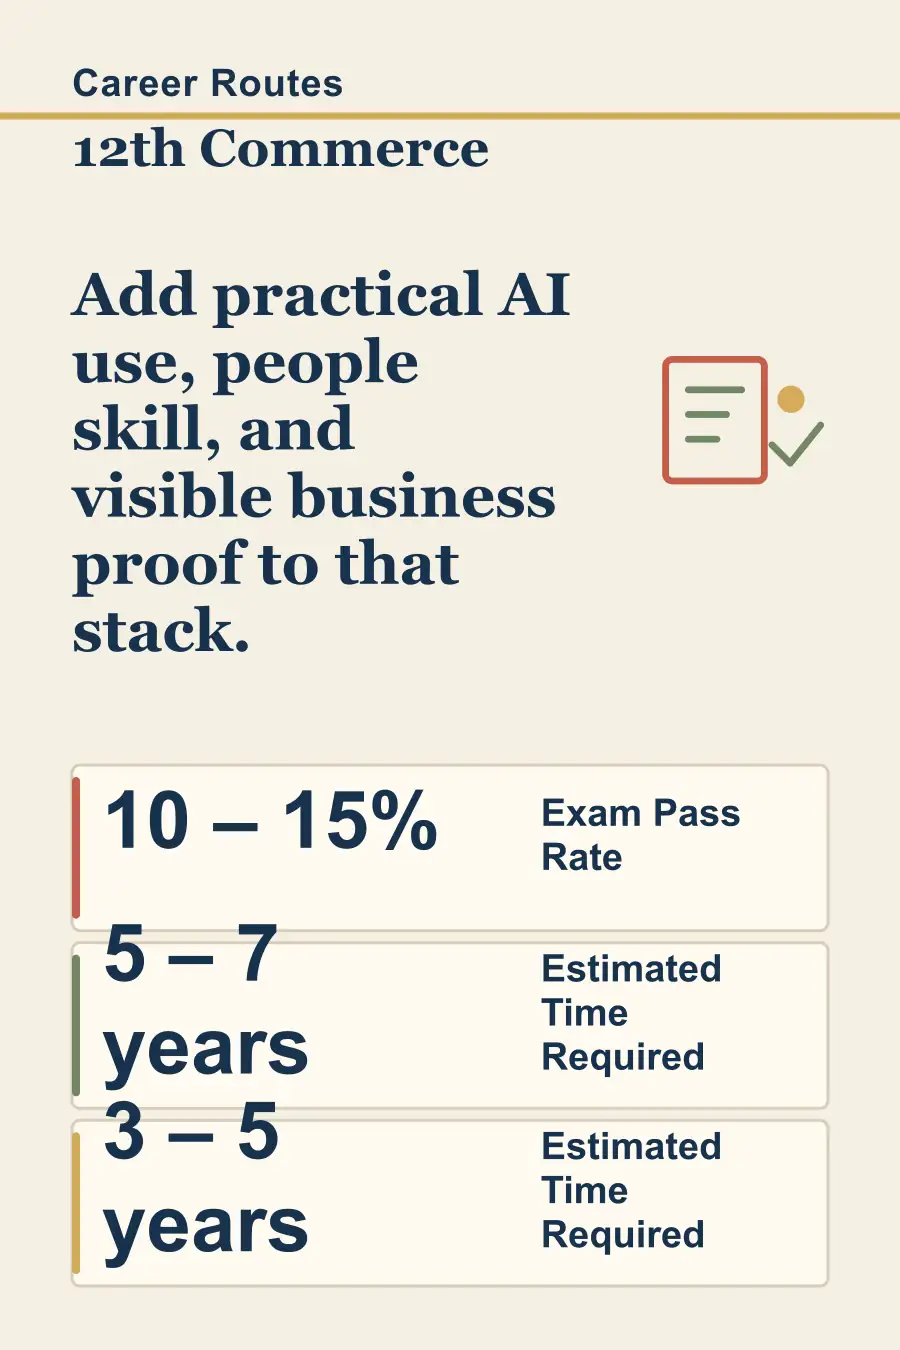 Career Routes
12th Commerce
Add practical AI
use, people
skill, and
visible business
proof to that
stack.
10 – 15%
Exam Pass
Rate
5 – 7
years
Estimated
Time
Required
3 – 5
years
Estimated
Time
Required